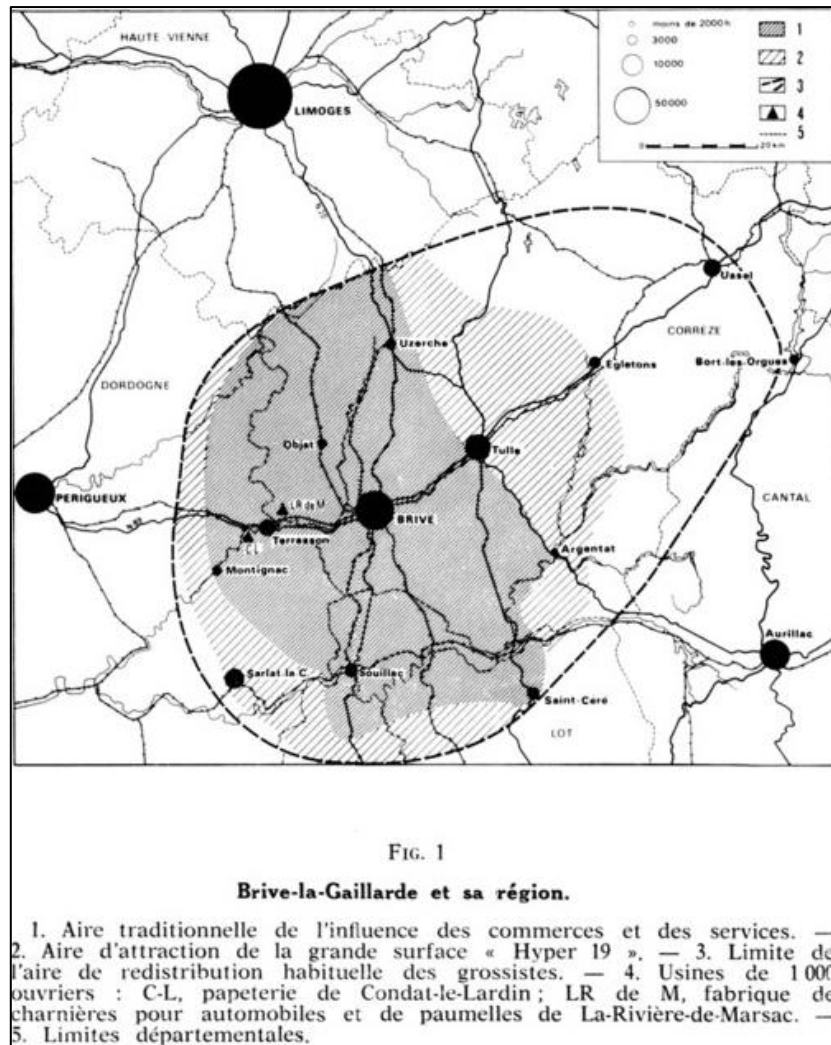 HAUTE-VIENNE
LIMOGES
moins de 2000h
3000
10000
50000
1
2
3
4
5
0 20 km
Ussel
CORREZE
Uzerche
Egletons
Bort-les-Orgues
DORDOGNE
Objat
Tulle
PERIGUEUX
LR de M
BRIVE
CANTAL
C L
Terrasson
Montignac
Argentat
Aurillac
Sarlat-la C.
Souillac
Saint-Céré
LOT
FIG. 1
Brive-la-Gaillarde et sa région.
1. Aire traditionnelle de l'influence des commerces et des services. —
2. Aire d'attraction de la grande surface « Hyper 19 ». — 3. Limite de
l'aire de redistribution habituelle des grossistes. — 4. Usines de 1 000
ouvriers : C-L, papeterie de Condat-le-Lardin ; LR de M, fabrique de
charnières pour automobiles et de paumelles de La-Rivière-de-Marsac. —
5. Limites départementales.